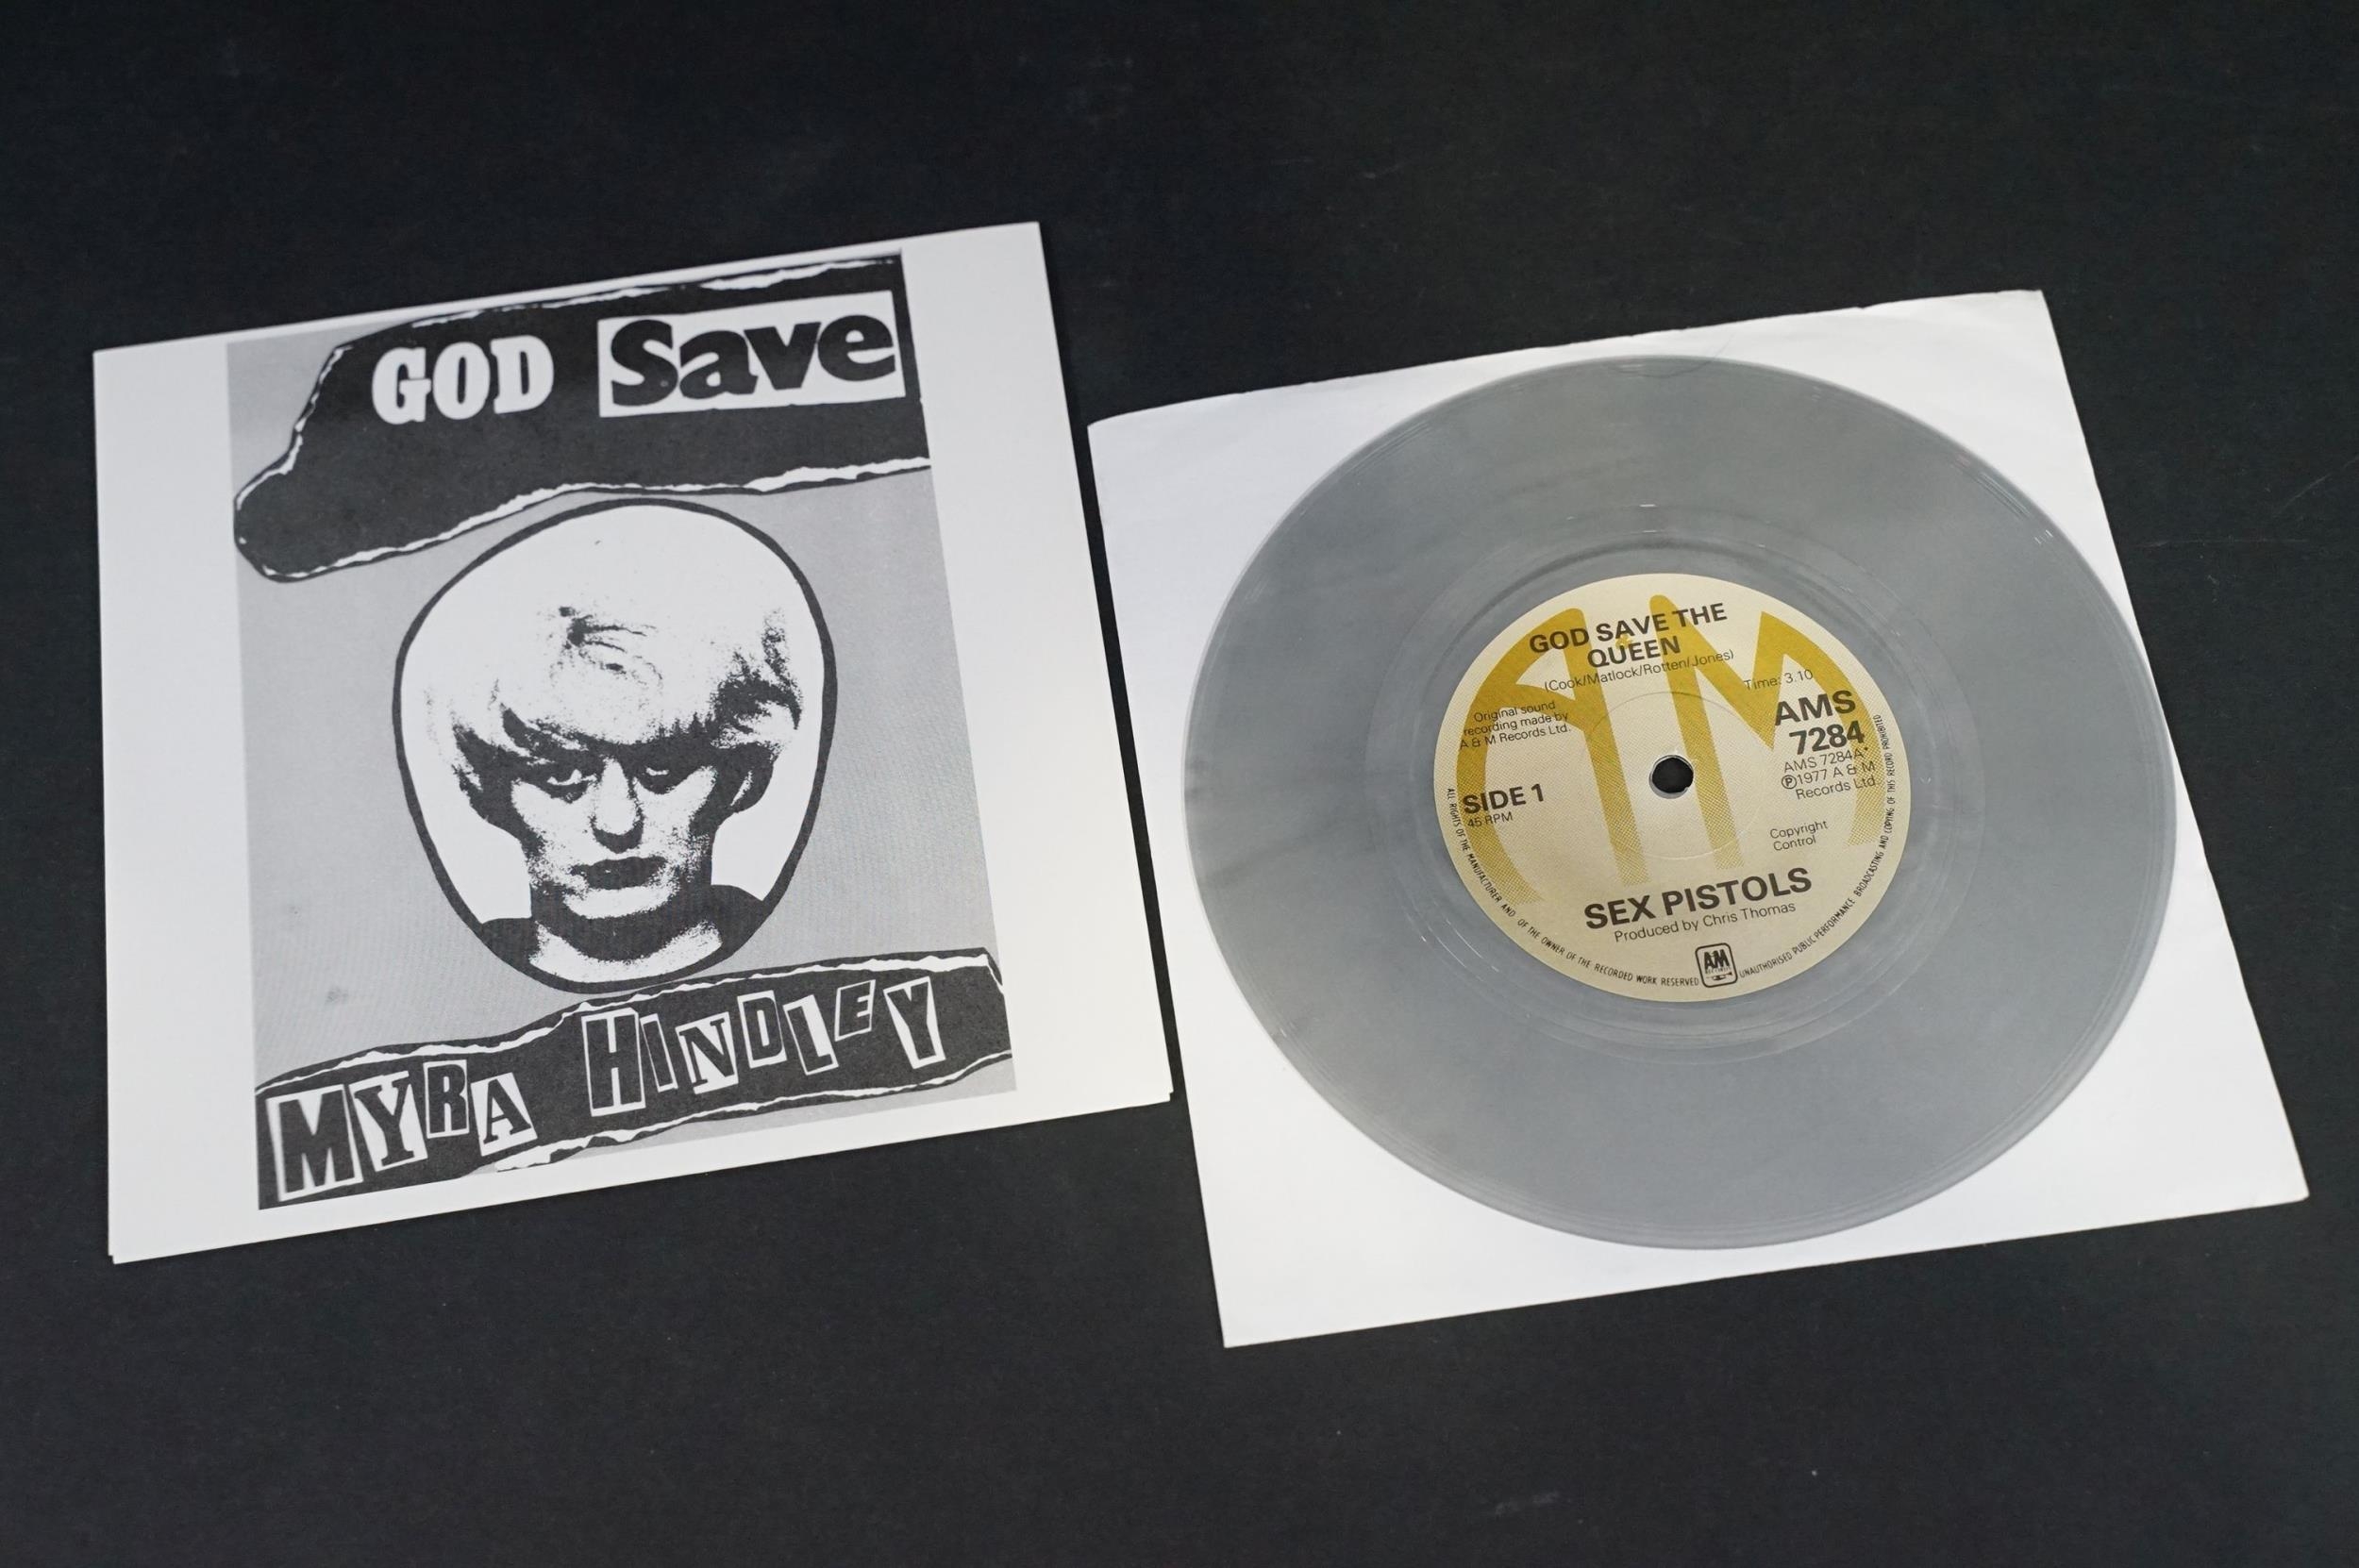 GOD Save
MYRA HINDLEY
GOD SAVE THE
QUEEN
(Cook/Matlock/Rotten/Jones)
Time: 3.10
Original sound
recording made by
A & M Records Ltd.
AMS
7284
AMS 7284A
Ⓟ1977 A & M
Records Ltd.
SIDE 1
45 RPM
Copyright
Control
SEX PISTOLS
Produced by Chris Thomas
AM
ALL RIGHTS OF THE MANUFACTURER AND OF THE OWNER OF THE RECORDED WORK RESERVED
UNAUTHORISED PUBLIC PERFORMANCE BROADCASTING AND COPYING OF THIS RECORD PROHIBITED